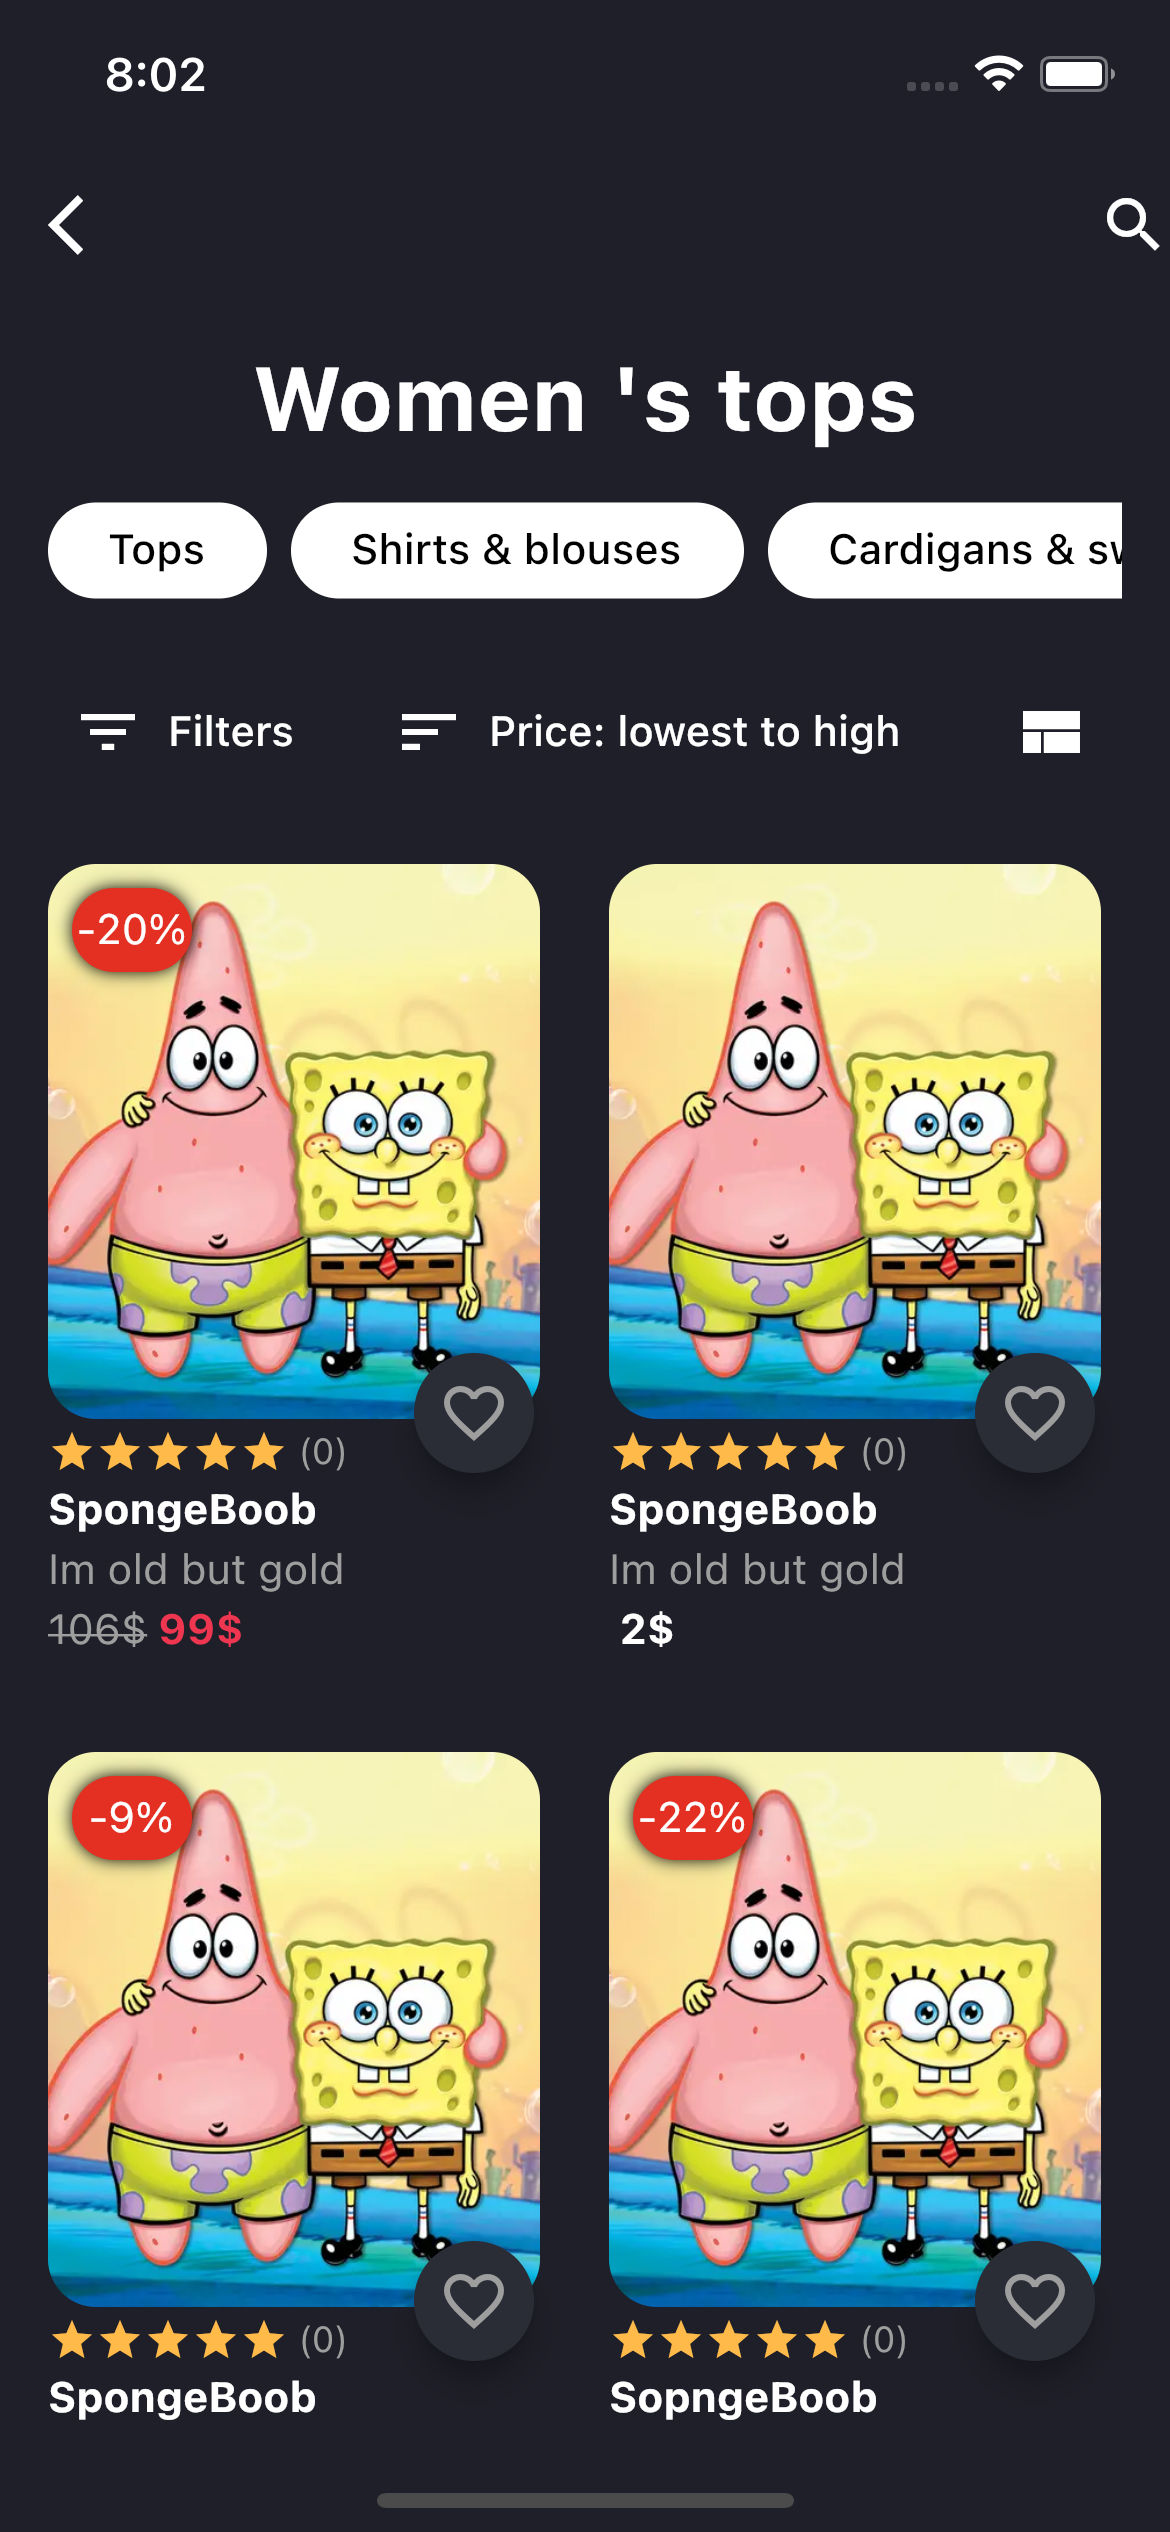 8:02
Women 's tops
Tops Shirts & blouses Cardigans & sw
Filters Price: lowest to high
-20%
(0) (0)
SpongeBoob SpongeBoob
Im old but gold Im old but gold
106$ 99$ 2$
-9% -22%
(0) (0)
SpongeBoob SopngeBoob